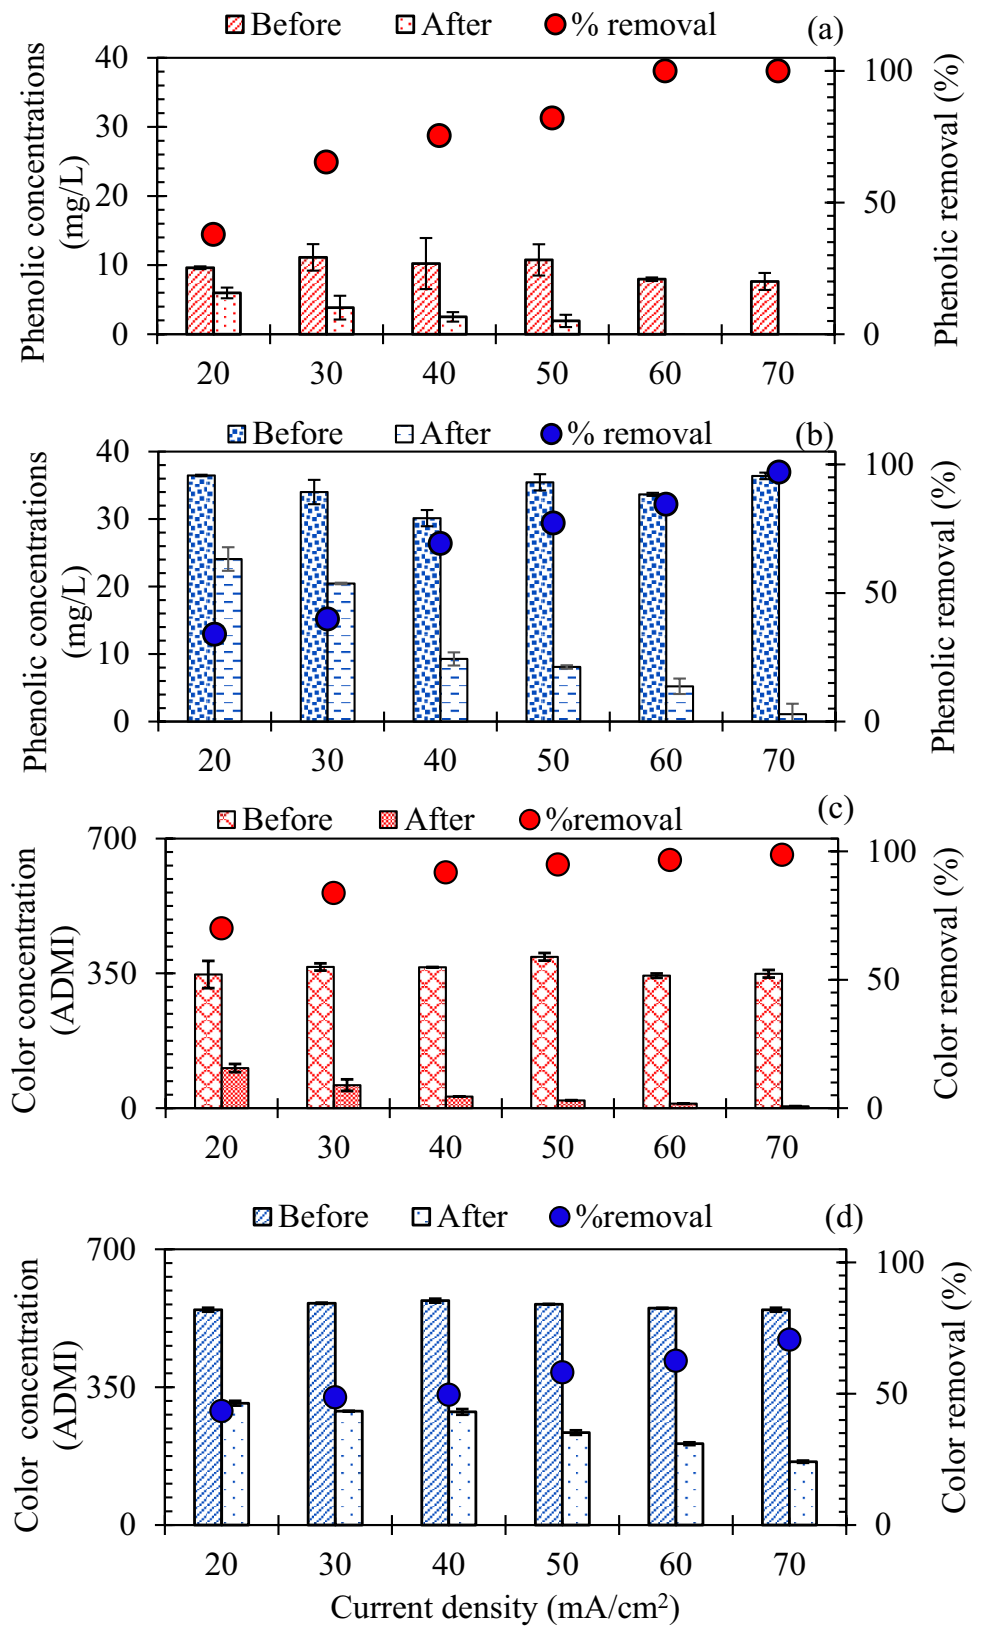 Before After % removal (a)
Phenolic concentrations (mg/L)
40
30
20
10
0
100
50
0
Phenolic removal (%)
20 30 40 50 60 70
Before After % removal (b)
Phenolic concentrations (mg/L)
40
30
20
10
0
100
50
0
Phenolic removal (%)
20 30 40 50 60 70
Before After %removal (c)
Color concentration (ADMI)
700
350
0
100
50
0
Color removal (%)
20 30 40 50 60 70
Before After %removal (d)
Color concentration (ADMI)
700
350
0
100
50
0
Color removal (%)
20 30 40 50 60 70
Current density (mA/cm²)